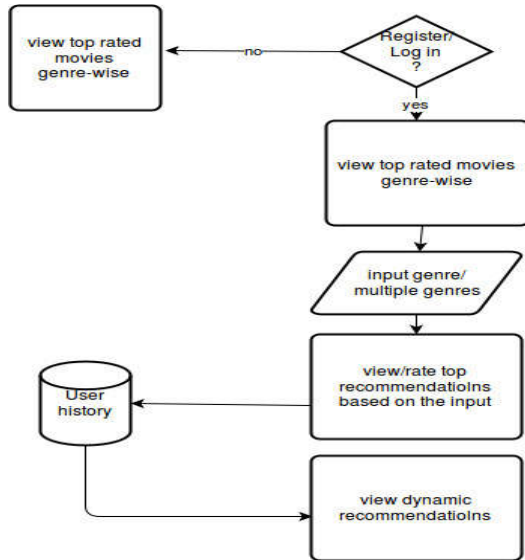 Register/
Log in
?
no
view top rated
movies
genre-wise
yes
view top rated movies
genre-wise
input genre/
multiple genres
view/rate top
recommendatioIns
based on the input
User
history
view dynamic
recommendatioIns